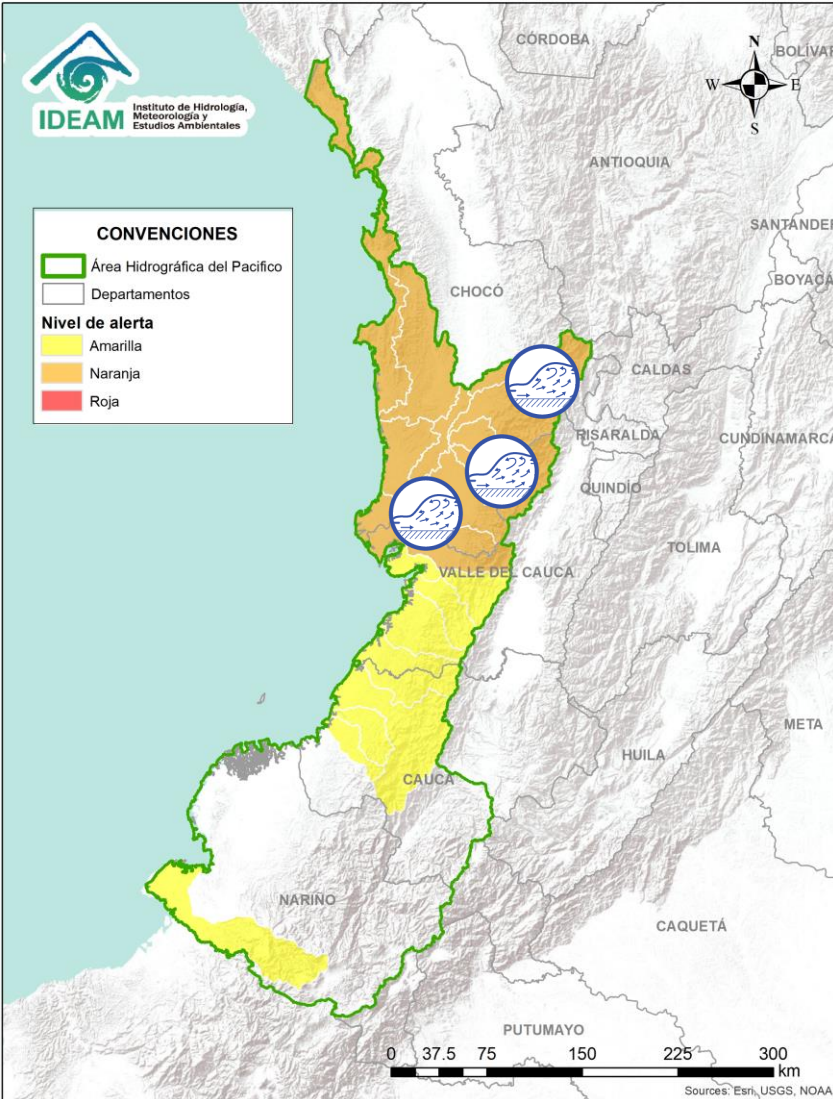 IDEAM
Instituto de Hidrología,
Meteorología y
Estudios Ambientales
N
W
E
S
CÓRDOBA
BOLÍVAR
ANTIOQUIA
SANTANDER
BOYACÁ
CONVENCIONES
Área Hidrográfica del Pacifico
Departamentos
Nivel de alerta
Amarilla
Naranja
Roja
CHOCÓ
CALDAS
RISARALDA
CUNDINAMARCA
QUINDÍO
TOLIMA
VALLE DEL CAUCA
META
HUILA
CAUCA
NARIÑO
CAQUETÁ
PUTUMAYO
0 37.5 75 150 225 300
km
Sources: Esri, USGS, NOAA